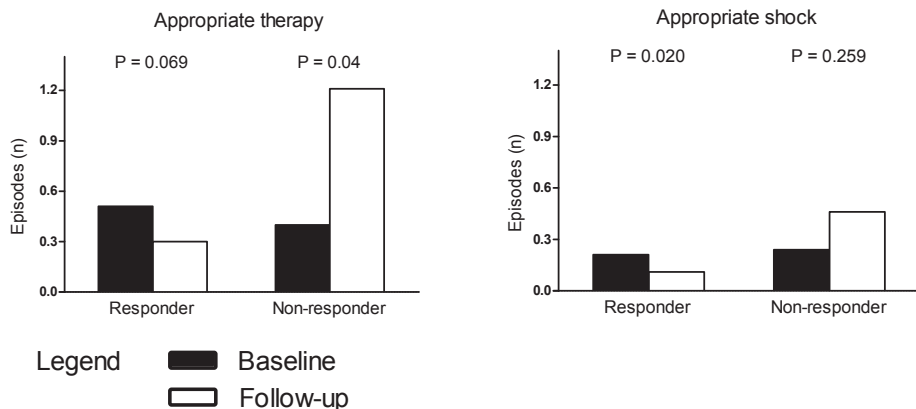 Appropriate therapy
P = 0.069 P = 0.04
1.2
0.9
0.6
0.3
0.0
Episodes (n)
Responder Non-responder
Appropriate shock
P = 0.020 P = 0.259
1.2
0.9
0.6
0.3
0.0
Episodes (n)
Responder Non-responder
Legend Baseline
Follow-up